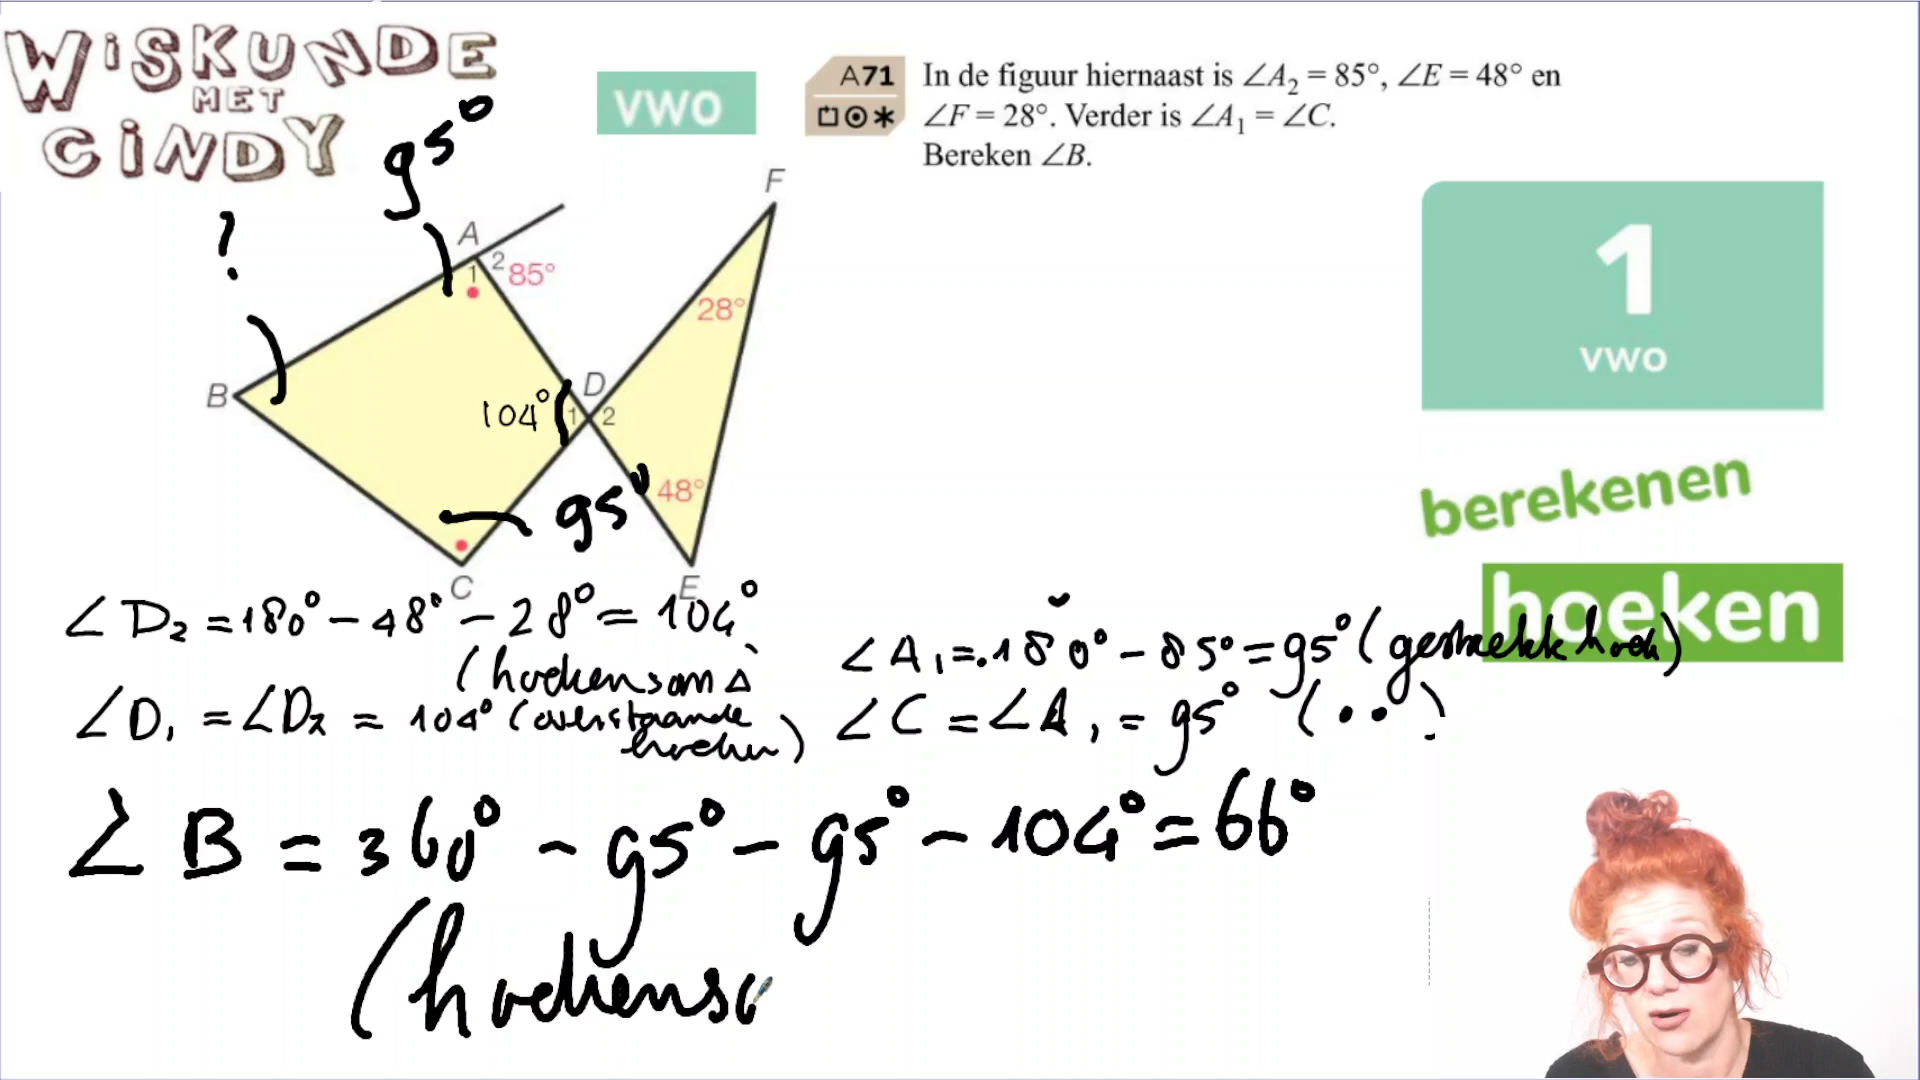 WiSKUNDE
MET
CiNDY
vwo
A71
In de figuur hiernaast is ∠A₂ = 85°, ∠E = 48° en
∠F = 28°. Verder is ∠A₁ = ∠C.
Bereken ∠B.
95°
?
F
A
1
2
85°
28°
B
D
104°
1
2
48°
95°
C
E
1
vwo
berekenen
hoeken
∠D₂ = 180° - 48° - 28° = 104°
(hoekensom Δ
∠D₁ = ∠D₂ = 104° (overstaande
hoeken)
∠A₁ = 180° - 85° = 95° (gestrekte hoek)
∠C = ∠A₁ = 95° (• •)
∠B = 360° - 95° - 95° - 104° = 66°
(hoekenso